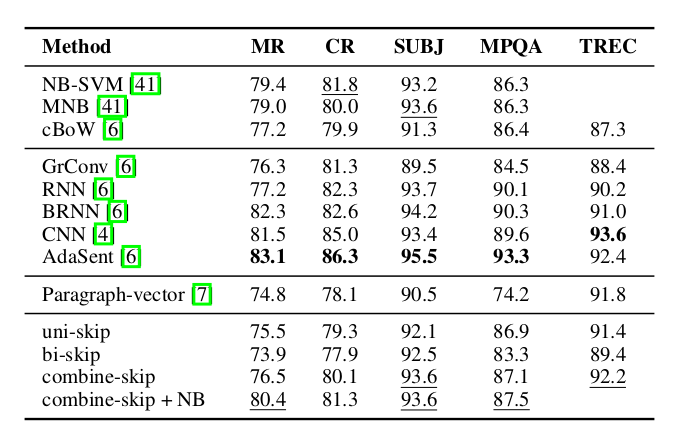 Method MR CR SUBJ MPQA TREC
NB-SVM [41] 79.4 81.8 93.2 86.3
MNB [41] 79.0 80.0 93.6 86.3
cBoW [6] 77.2 79.9 91.3 86.4 87.3
GrConv [6] 76.3 81.3 89.5 84.5 88.4
RNN [6] 77.2 82.3 93.7 90.1 90.2
BRNN [6] 82.3 82.6 94.2 90.3 91.0
CNN [4] 81.5 85.0 93.4 89.6 93.6
AdaSent [6] 83.1 86.3 95.5 93.3 92.4
Paragraph-vector [7] 74.8 78.1 90.5 74.2 91.8
uni-skip 75.5 79.3 92.1 86.9 91.4
bi-skip 73.9 77.9 92.5 83.3 89.4
combine-skip 76.5 80.1 93.6 87.1 92.2
combine-skip + NB 80.4 81.3 93.6 87.5